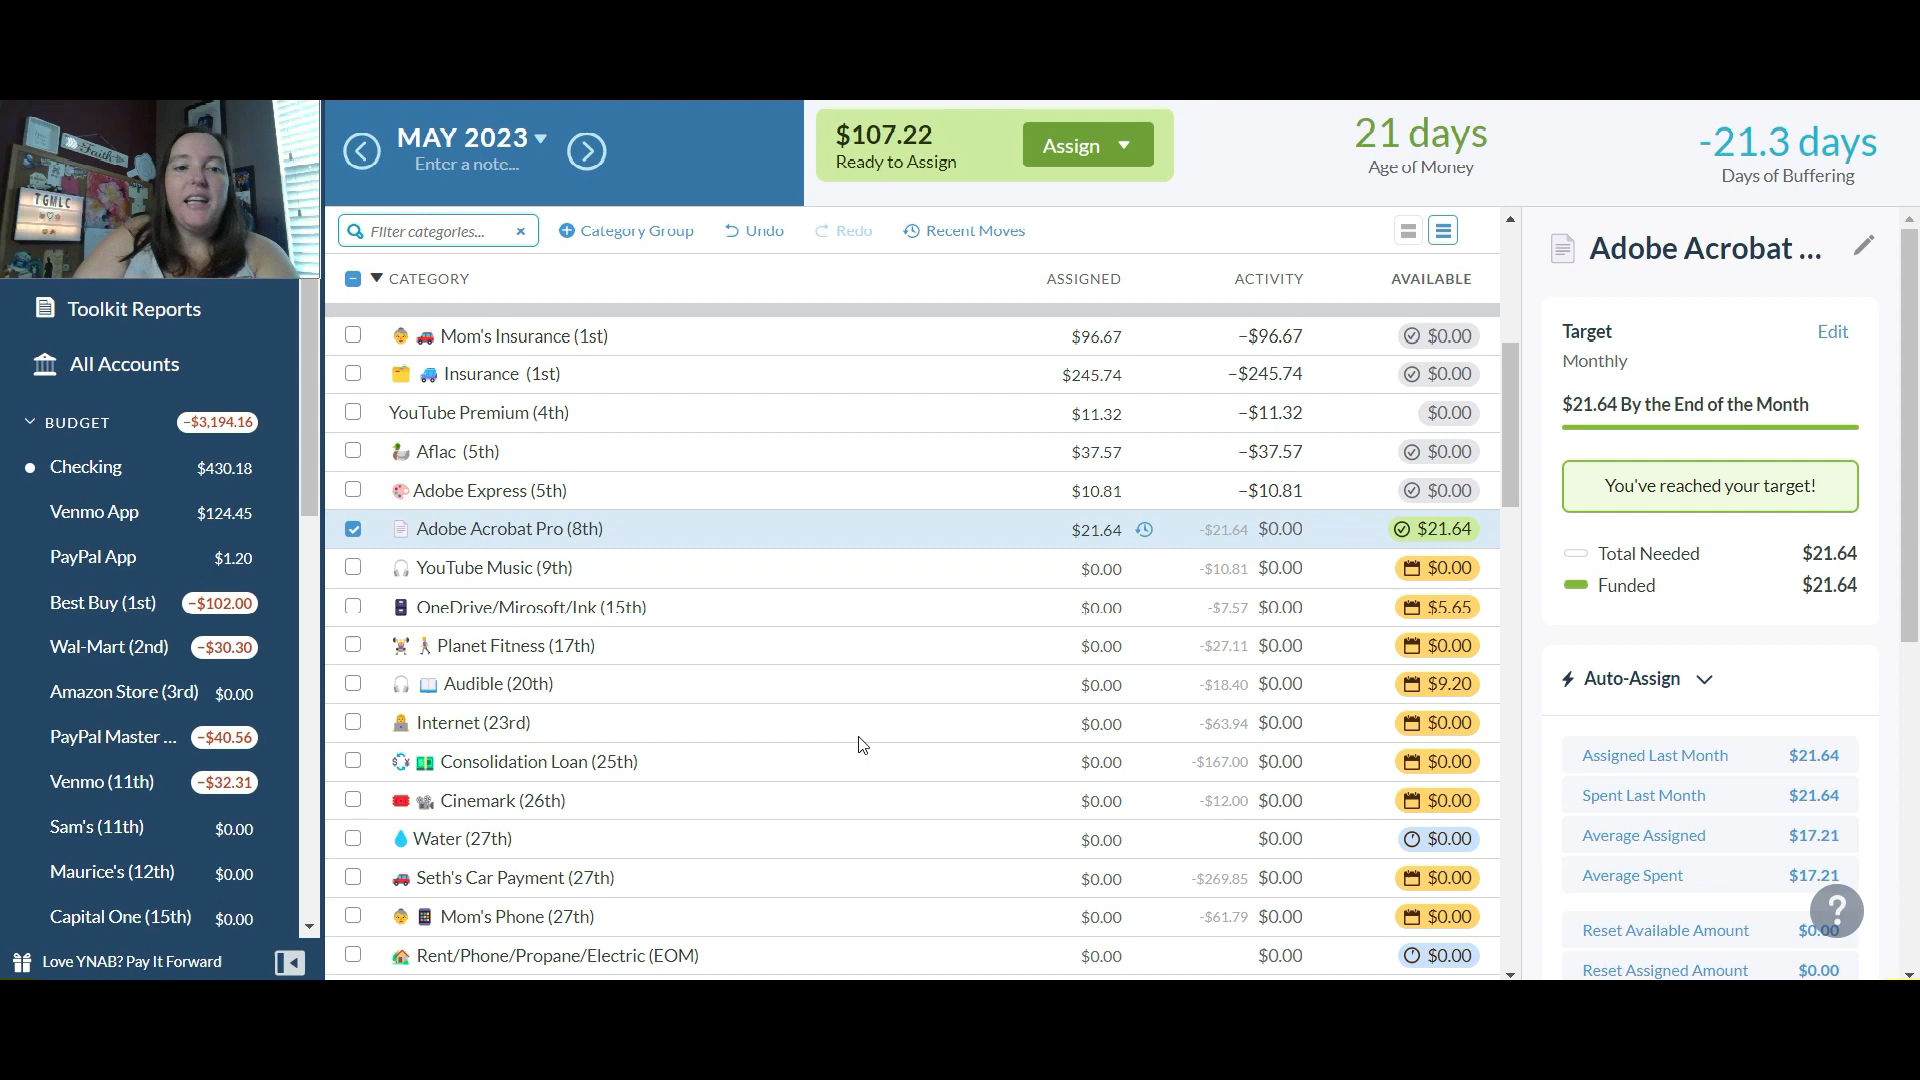 Faith
TGMLC
Toolkit Reports
All Accounts
BUDGET -$3,194.16
Checking $430.18
Venmo App $124.45
PayPal App $1.20
Best Buy (1st) -$102.00
Wal-Mart (2nd) -$30.30
Amazon Store (3rd) $0.00
PayPal Master ... -$40.56
Venmo (11th) -$32.31
Sam's (11th) $0.00
Maurice's (12th) $0.00
Capital One (15th) $0.00
Love YNAB? Pay It Forward
MAY 2023
Enter a note...
$107.22
Ready to Assign
Assign
21 days
Age of Money
-21.3 days
Days of Buffering
Filter categories...
Category Group
Undo
Redo
Recent Moves
CATEGORY ASSIGNED ACTIVITY AVAILABLE
Mom's Insurance (1st) $96.67 -$96.67 $0.00
Insurance (1st) $245.74 -$245.74 $0.00
YouTube Premium (4th) $11.32 -$11.32 $0.00
Aflac (5th) $37.57 -$37.57 $0.00
Adobe Express (5th) $10.81 -$10.81 $0.00
Adobe Acrobat Pro (8th) $21.64 -$21.64 $0.00 $21.64
YouTube Music (9th) $0.00 -$10.81 $0.00 $0.00
OneDrive/Mirosoft/Ink (15th) $0.00 -$7.57 $0.00 $5.65
Planet Fitness (17th) $0.00 -$27.11 $0.00 $0.00
Audible (20th) $0.00 -$18.40 $0.00 $9.20
Internet (23rd) $0.00 -$63.94 $0.00 $0.00
Consolidation Loan (25th) $0.00 -$167.00 $0.00 $0.00
Cinemark (26th) $0.00 -$12.00 $0.00 $0.00
Water (27th) $0.00 $0.00 $0.00
Seth's Car Payment (27th) $0.00 -$269.85 $0.00 $0.00
Mom's Phone (27th) $0.00 -$61.79 $0.00 $0.00
Rent/Phone/Propane/Electric (EOM) $0.00 $0.00 $0.00
Adobe Acrobat ...
Target Edit
Monthly
$21.64 By the End of the Month
You've reached your target!
Total Needed $21.64
Funded $21.64
Auto-Assign
Assigned Last Month $21.64
Spent Last Month $21.64
Average Assigned $17.21
Average Spent $17.21
Reset Available Amount $0.00
Reset Assigned Amount $0.00
?